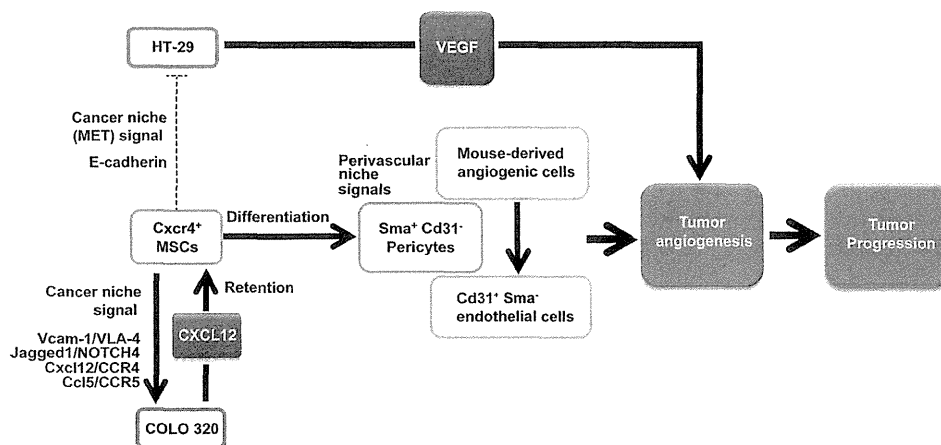 HT-29
VEGF
Cancer niche
(MET) signal
E-cadherin
Perivascular
niche
signals
Mouse-derived
angiogenic cells
Cxcr4+
MSCs
Differentiation
Sma+ Cd31-
Pericytes
Tumor
angiogenesis
Tumor
Progression
Cancer niche
signal
Retention
Cd31+ Sma-
endothelial cells
CXCL12
Vcam-1/VLA-4
Jagged1/NOTCH4
Cxcl12/CCR4
Ccl5/CCR5
COLO 320